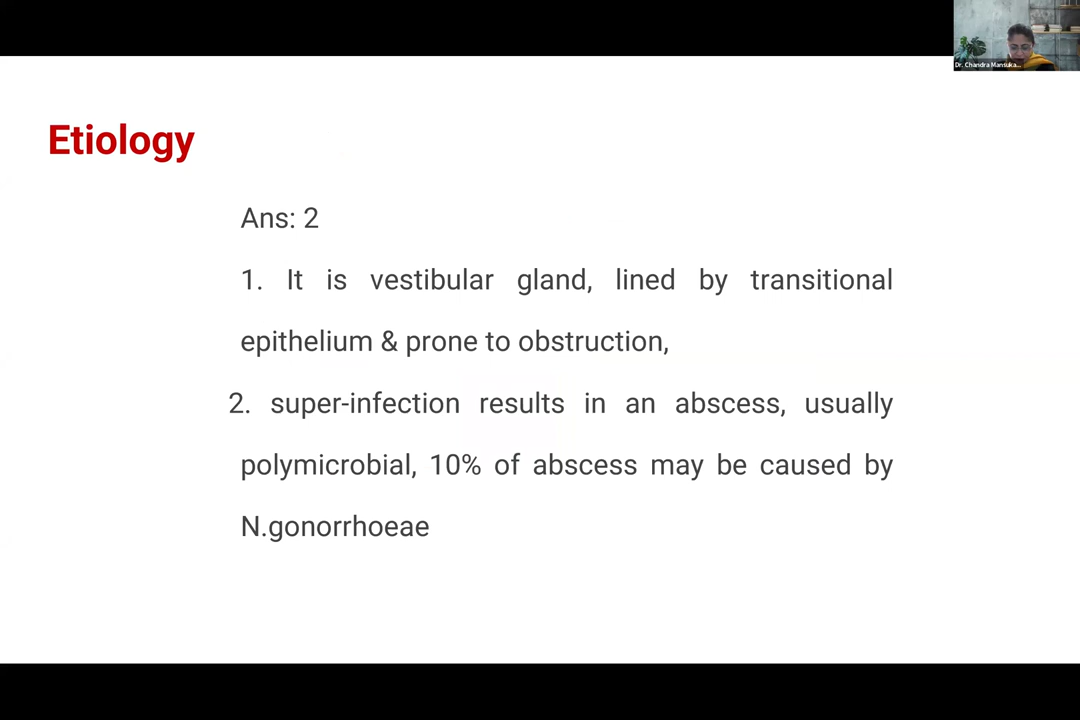 Dr. Chandra Mansuka...
Etiology
Ans: 2
1. It is vestibular gland, lined by transitional
epithelium & prone to obstruction,
2. super-infection results in an abscess, usually
polymicrobial, 10% of abscess may be caused by
N.gonorrhoeae